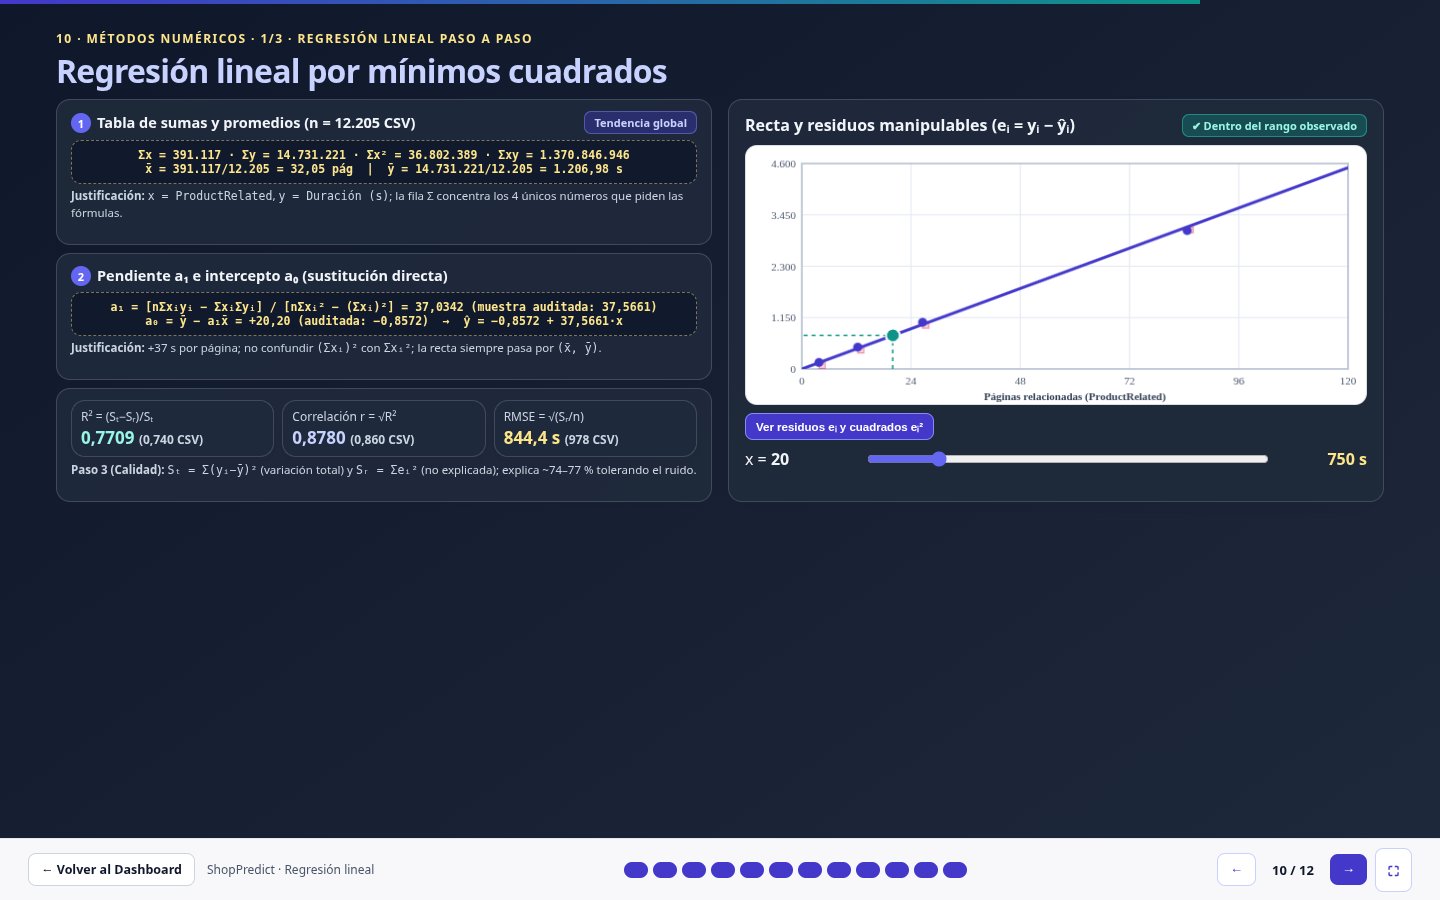 10 · MÉTODOS NUMÉRICOS · 1/3 · REGRESIÓN LINEAL PASO A PASO
Regresión lineal por mínimos cuadrados
1 Tabla de sumas y promedios (n = 12.205 CSV)
Tendencia global
Σx = 391.117 · Σy = 14.731.221 · Σx² = 36.802.389 · Σxy = 1.370.846.946
x̄ = 391.117/12.205 = 32,05 pág | ȳ = 14.731.221/12.205 = 1.206,98 s
Justificación: x = ProductRelated, y = Duración (s); la fila Σ concentra los 4 únicos números que piden las
fórmulas.
2 Pendiente a₁ e intercepto a₀ (sustitución directa)
a₁ = [nΣxᵢyᵢ − ΣxᵢΣyᵢ] / [nΣxᵢ² − (Σxᵢ)²] = 37,0342 (muestra auditada: 37,5661)
a₀ = ȳ − a₁x̄ = +20,20 (auditada: −0,8572) → ŷ = −0,8572 + 37,5661·x
Justificación: +37 s por página; no confundir (Σxᵢ)² con Σxᵢ²; la recta siempre pasa por (x̄, ȳ).
R² = (Sₜ−Sᵣ)/Sₜ
0,7709 (0,740 CSV)
Correlación r = √R²
0,8780 (0,860 CSV)
RMSE = √(Sᵣ/n)
844,4 s (978 CSV)
Paso 3 (Calidad): Sₜ = Σ(yᵢ−ȳ)² (variación total) y Sᵣ = Σeᵢ² (no explicada); explica ~74–77 % tolerando el ruido.
Recta y residuos manipulables (eᵢ = yᵢ − ŷᵢ)
✔ Dentro del rango observado
4.600
3.450
2.300
1.150
0
0 24 48 72 96 120
Páginas relacionadas (ProductRelated)
Ver residuos eᵢ y cuadrados eᵢ²
x = 20
750 s
← Volver al Dashboard
ShopPredict · Regresión lineal
←
10 / 12
→